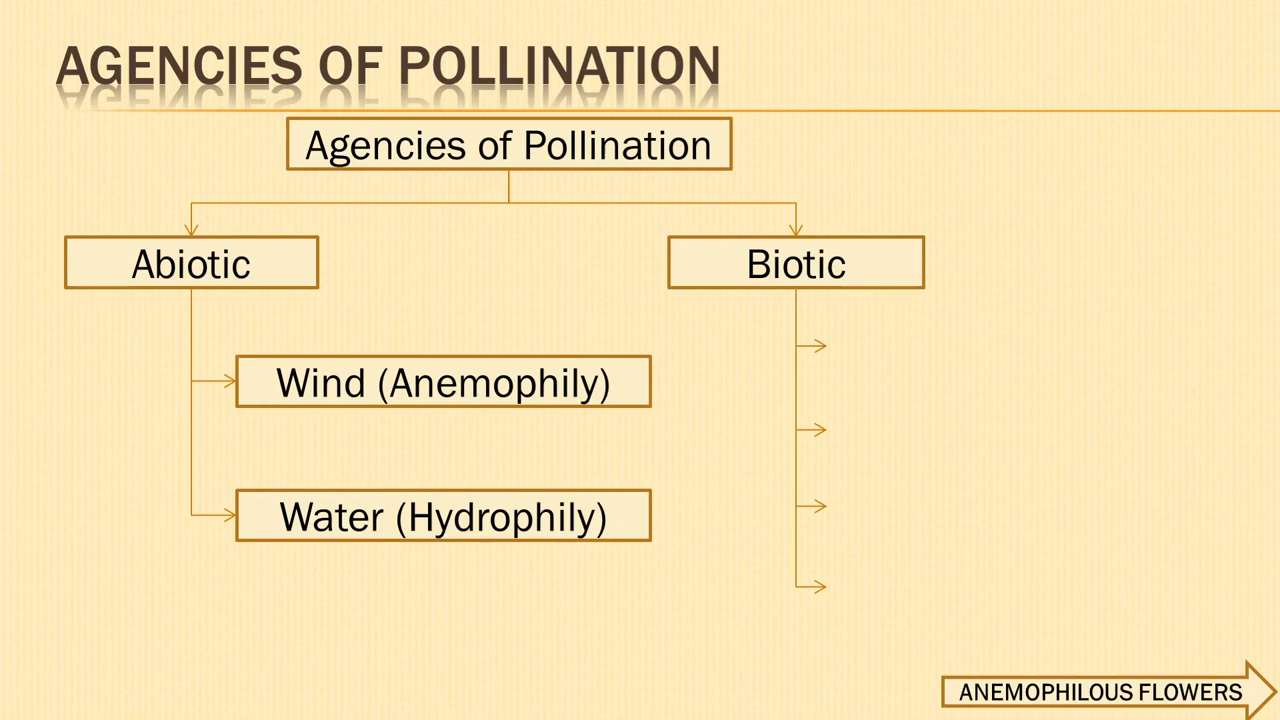 AGENCIES OF POLLINATION
Agencies of Pollination
Abiotic
Biotic
Wind (Anemophily)
Water (Hydrophily)
ANEMOPHILOUS FLOWERS